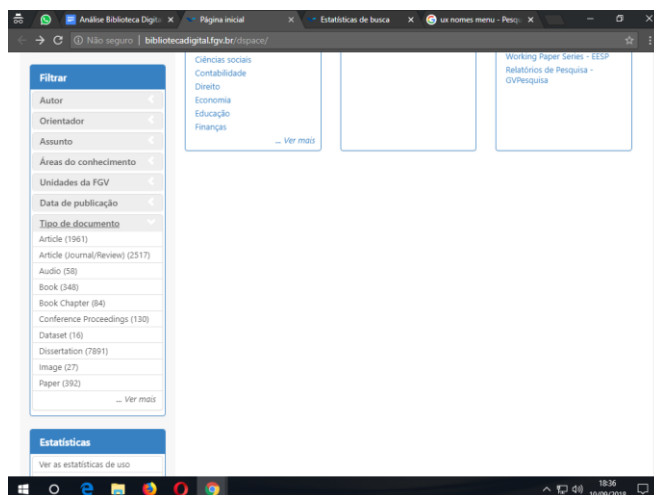 Análise Biblioteca Digita
Página inicial
Estatísticas de busca
ux nomes menu - Pesqu
Não seguro | bibliotecadigital.fgv.br/dspace/
Filtrar
Autor
Orientador
Assunto
Áreas do conhecimento
Unidades da FGV
Data de publicação
Tipo de documento
Article (1961)
Article (Journal/Review) (2517)
Audio (58)
Book (348)
Book Chapter (84)
Conference Proceedings (130)
Dataset (16)
Dissertation (7891)
Image (27)
Paper (392)
... Ver mais
Estatísticas
Ver as estatísticas de uso
Ciências sociais
Contabilidade
Direito
Economia
Educação
Finanças
... Ver mais
Working Paper Series - EESP
Relatórios de Pesquisa -
GVPesquisa
18:36
10/09/2018